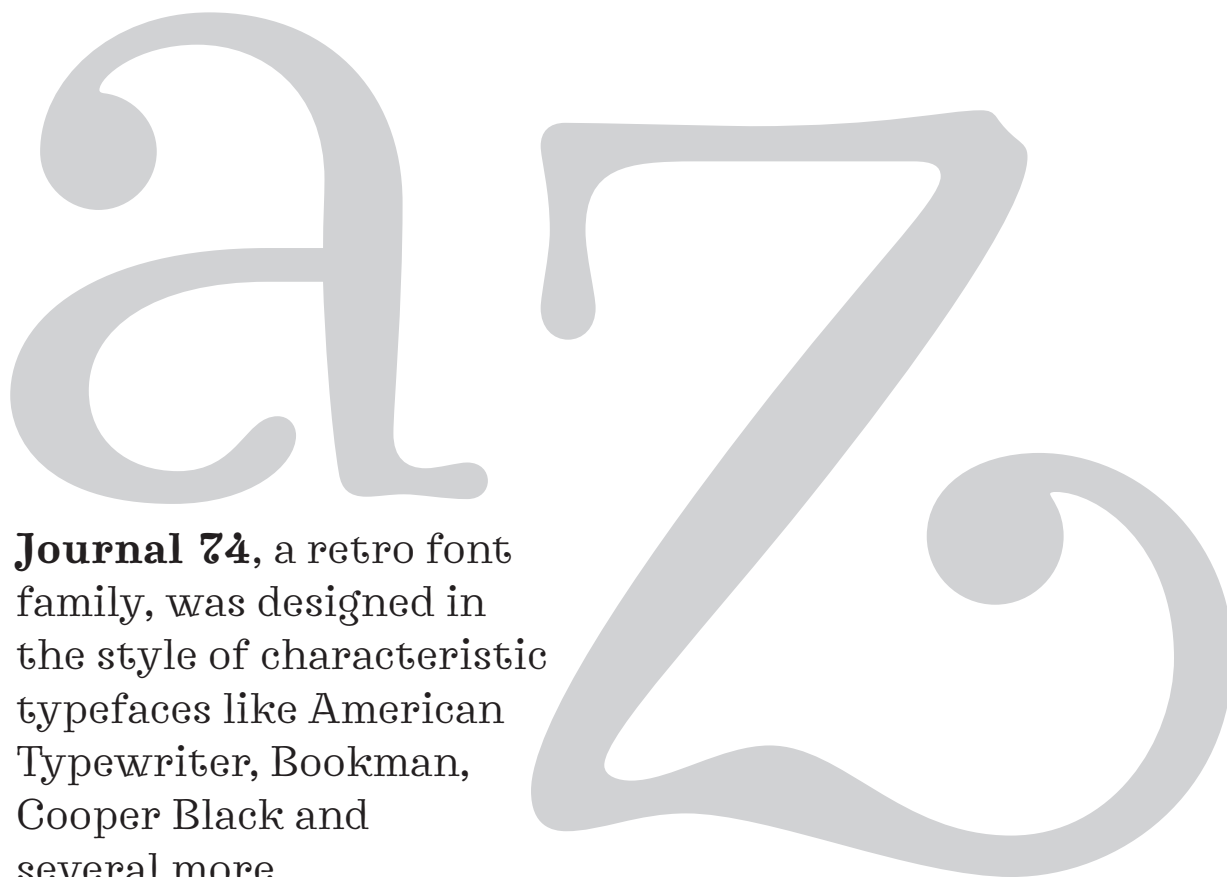 az
Journal 74, a retro font
family, was designed in
the style of characteristic
typefaces like American
Typewriter, Bookman,
Cooper Black and
several more